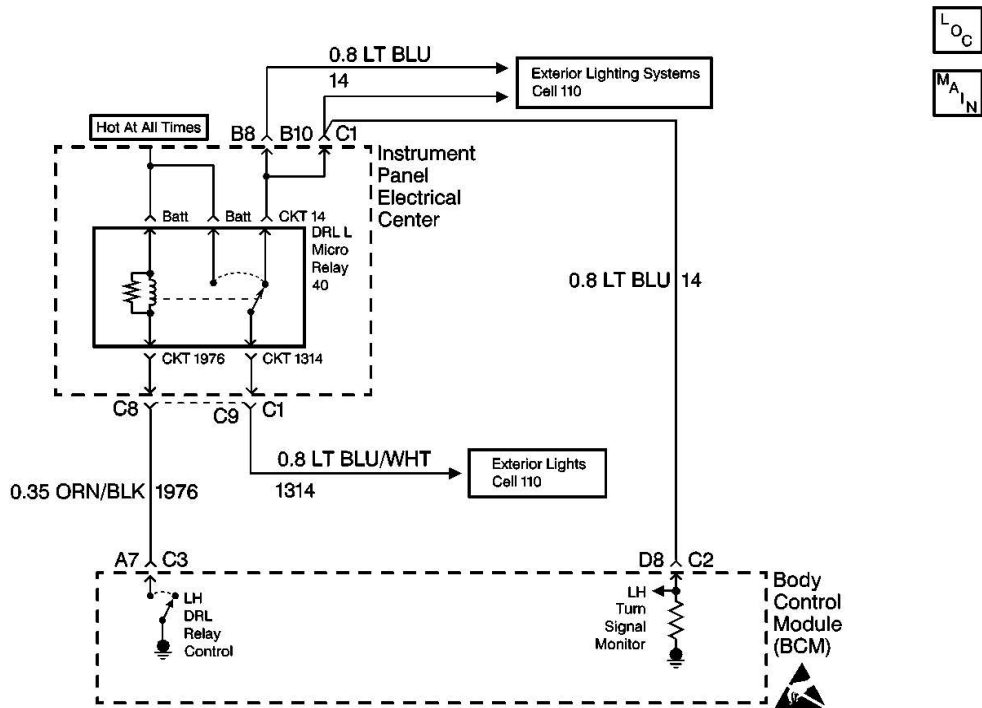 LOC
MAIN
0.8 LT BLU
14
Exterior Lighting Systems
Cell 110
Hot At All Times
B8 B10 C1
Instrument
Panel
Electrical
Center
Batt Batt CKT 14
DRL L
Micro
Relay
40
0.8 LT BLU 14
CKT 1976 CKT 1314
C8 C9 C1
0.8 LT BLU/WHT
1314
Exterior Lights
Cell 110
0.35 ORN/BLK 1976
A7 C3
D8 C2
LH
DRL
Relay
Control
LH
Turn
Signal
Monitor
Body
Control
Module
(BCM)